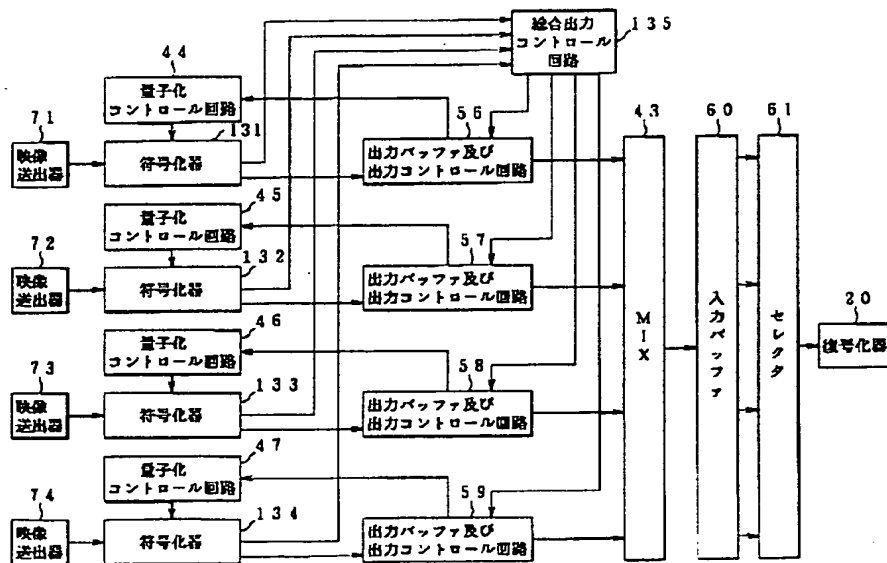 総合出力
コントロール
回路
135
44
量子化
コントロール回路
71
映像
送出器
131
符号化器
56
出力バッファ及び
出力コントロール回路
43
MIX
60
入力バッファ
61
セレクタ
45
量子化
コントロール回路
72
映像
送出器
132
符号化器
57
出力バッファ及び
出力コントロール回路
20
復号化器
46
量子化
コントロール回路
73
映像
送出器
133
符号化器
58
出力バッファ及び
出力コントロール回路
47
量子化
コントロール回路
74
映像
送出器
134
符号化器
59
出力バッファ及び
出力コントロール回路